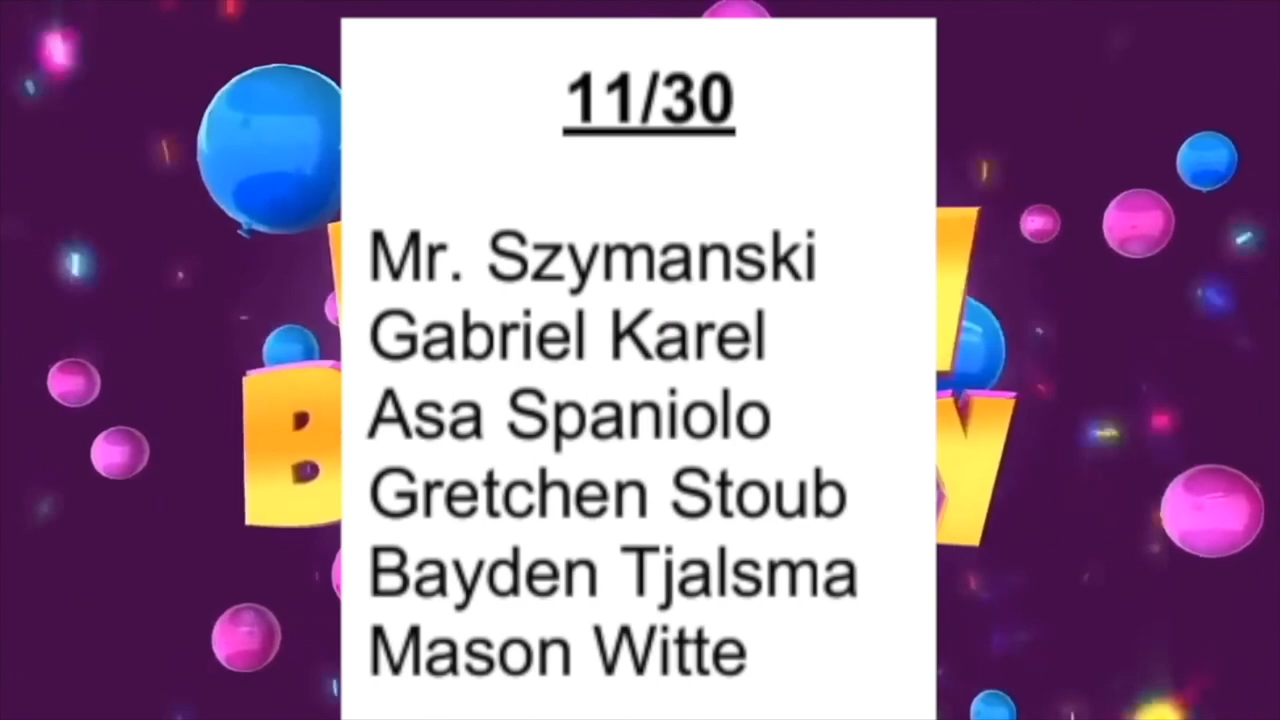 11/30
Mr. Szymanski
Gabriel Karel
Asa Spaniolo
Gretchen Stoub
Bayden Tjalsma
Mason Witte